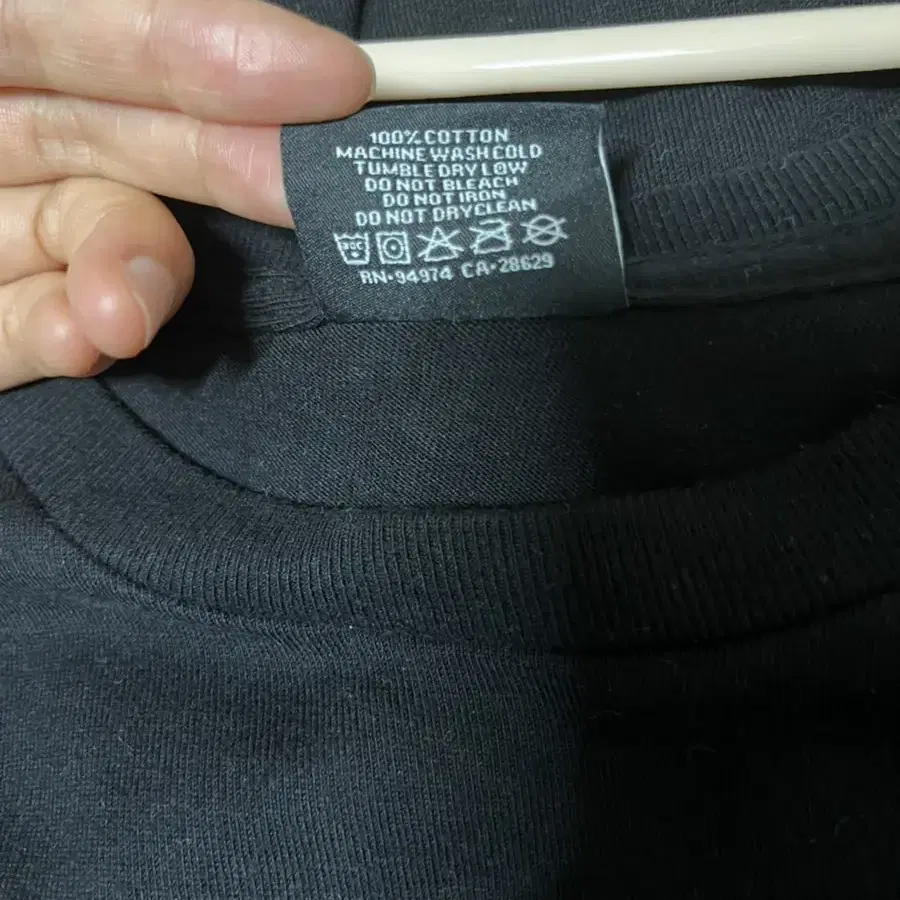 100% COTTON
MACHINE WASH COLD
TUMBLE DRY LOW
DO NOT BLEACH
DO NOT IRON
DO NOT DRYCLEAN
30C
RN·94974 CA·28629